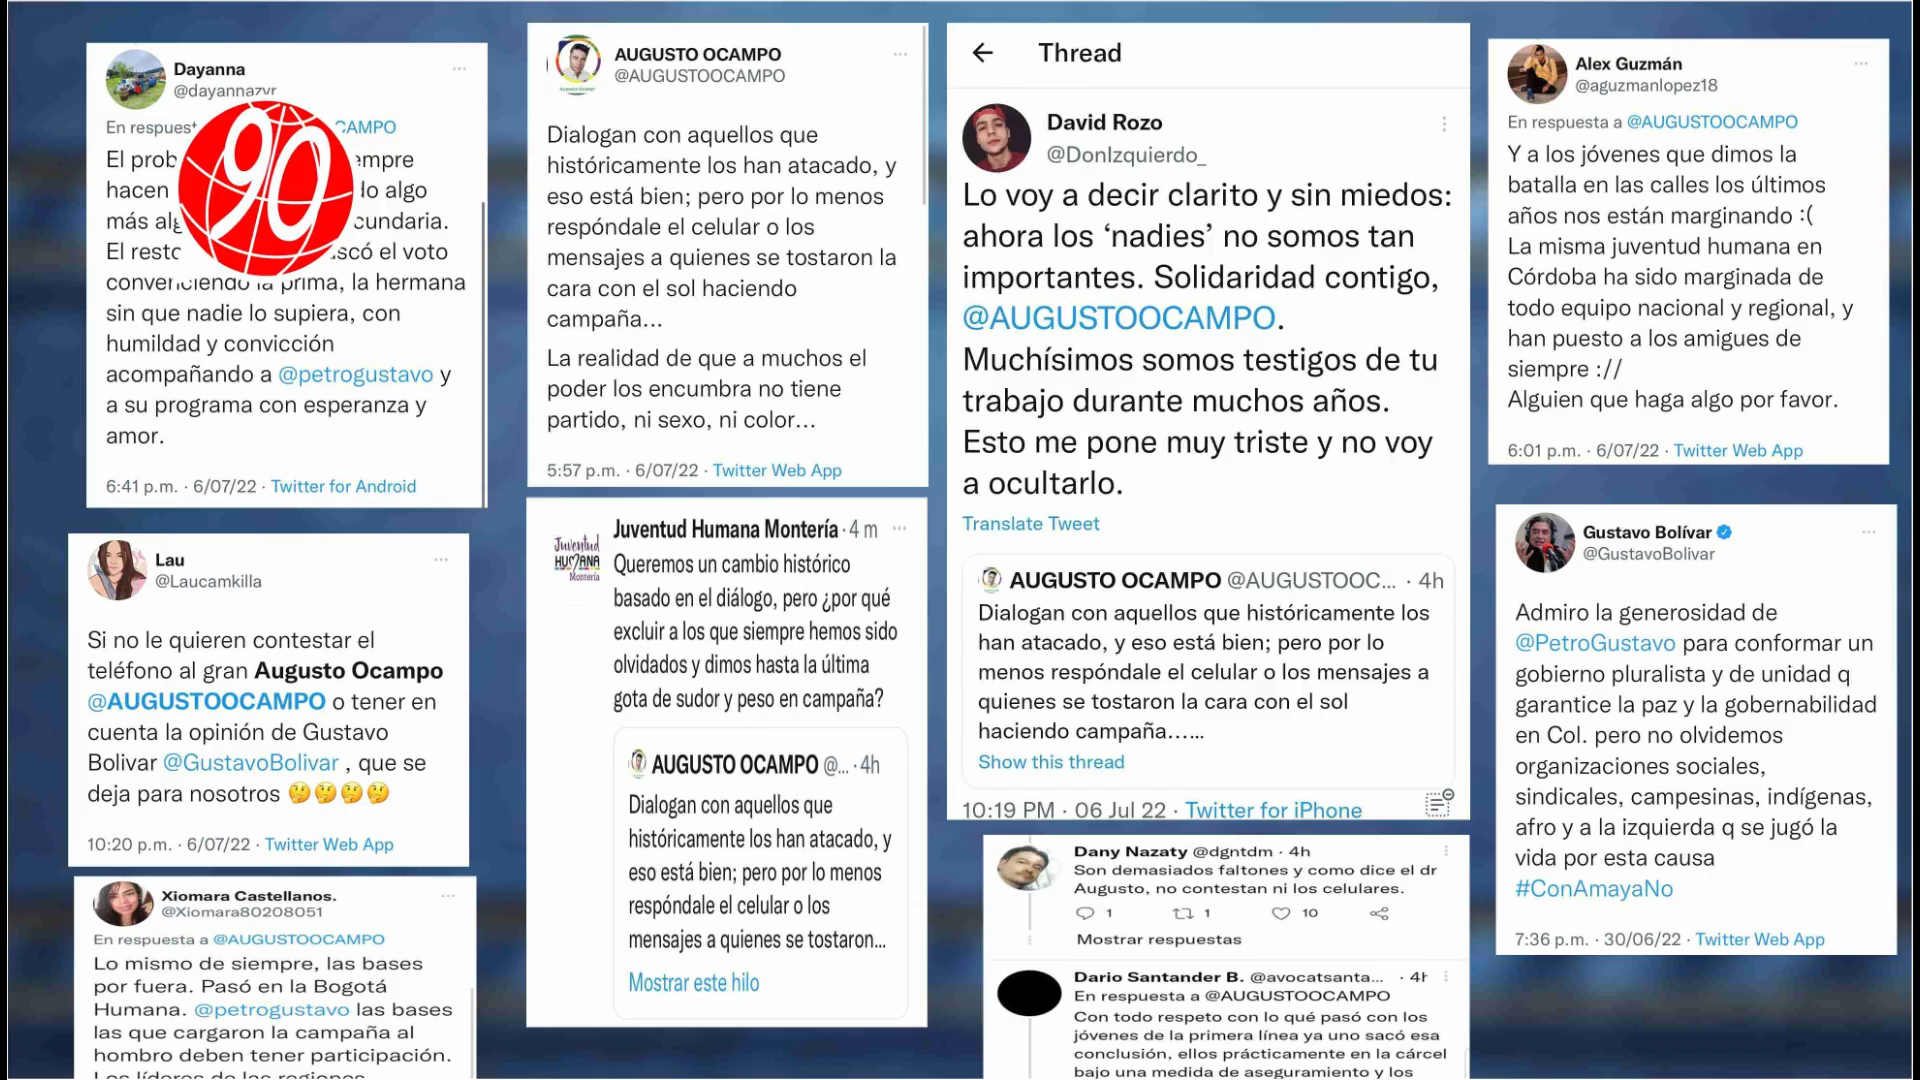 Dayanna
@dayannazyr
En respuest CAMPO
El prob empre
hacen do algo
más alg cundaria.
El resto scó el voto
convenciendo la prima, la hermana
sin que nadie lo supiera, con
humildad y convicción
acompañando a @petrogustavo y
a su programa con esperanza y
amor.
6:41 p.m. · 6/07/22 · Twitter for Android
90
Lau
@Laucamkilla
Si no le quieren contestar el
teléfono al gran Augusto Ocampo
@AUGUSTOOCAMPO o tener en
cuenta la opinión de Gustavo
Bolivar @GustavoBolivar , que se
deja para nosotros 🤔🤔🤔🤔
10:20 p.m. · 6/07/22 · Twitter Web App
Xiomara Castellanos.
@Xiomara80208051
En respuesta a @AUGUSTOOCAMPO
Lo mismo de siempre, las bases
por fuera. Pasó en la Bogotá
Humana. @petrogustavo las bases
las que cargaron la campaña al
hombro deben tener participación.
Los líderes de las regiones
AUGUSTO OCAMPO
@AUGUSTOOCAMPO
Dialogan con aquellos que
históricamente los han atacado, y
eso está bien; pero por lo menos
respóndale el celular o los
mensajes a quienes se tostaron la
cara con el sol haciendo
campaña...
La realidad de que a muchos el
poder los encumbra no tiene
partido, ni sexo, ni color...
5:57 p.m. · 6/07/22 · Twitter Web App
Juventud
HUMANA
Montería
Juventud Humana Montería · 4 m
Queremos un cambio histórico
basado en el diálogo, pero ¿por qué
excluir a los que siempre hemos sido
olvidados y dimos hasta la última
gota de sudor y peso en campaña?
AUGUSTO OCAMPO @... · 4h
Dialogan con aquellos que
históricamente los han atacado, y
eso está bien; pero por lo menos
respóndale el celular o los
mensajes a quienes se tostaron...
Mostrar este hilo
Thread
David Rozo
@DonIzquierdo_
Lo voy a decir clarito y sin miedos:
ahora los ‘nadies’ no somos tan
importantes. Solidaridad contigo,
@AUGUSTOOCAMPO.
Muchísimos somos testigos de tu
trabajo durante muchos años.
Esto me pone muy triste y no voy
a ocultarlo.
Translate Tweet
AUGUSTO OCAMPO @AUGUSTOOC... · 4h
Dialogan con aquellos que históricamente los
han atacado, y eso está bien; pero por lo
menos respóndale el celular o los mensajes a
quienes se tostaron la cara con el sol
haciendo campaña......
Show this thread
10:19 PM · 06 Jul 22 · Twitter for iPhone
Dany Nazaty @dgntdm · 4h
Son demasiados faltones y como dice el dr
Augusto, no contestan ni los celulares.
1 1 10
Mostrar respuestas
Dario Santander B. @avocatsanta... · 4h
En respuesta a @AUGUSTOOCAMPO
Con todo respeto con lo qué pasó con los
jóvenes de la primera línea ya uno sacó esa
conclusión, ellos prácticamente en la cárcel
bajo una medida de aseguramiento y los
Alex Guzmán
@aguzmanlopez18
En respuesta a @AUGUSTOOCAMPO
Y a los jóvenes que dimos la
batalla en las calles los últimos
años nos están marginando :(
La misma juventud humana en
Córdoba ha sido marginada de
todo equipo nacional y regional, y
han puesto a los amigues de
siempre ://
Alguien que haga algo por favor.
6:01 p.m. · 6/07/22 · Twitter Web App
Gustavo Bolívar
@GustavoBolivar
Admiro la generosidad de
@PetroGustavo para conformar un
gobierno pluralista y de unidad q
garantice la paz y la gobernabilidad
en Col. pero no olvidemos
organizaciones sociales,
sindicales, campesinas, indígenas,
afro y a la izquierda q se jugó la
vida por esta causa
#ConAmayaNo
7:36 p.m. · 30/06/22 · Twitter Web App